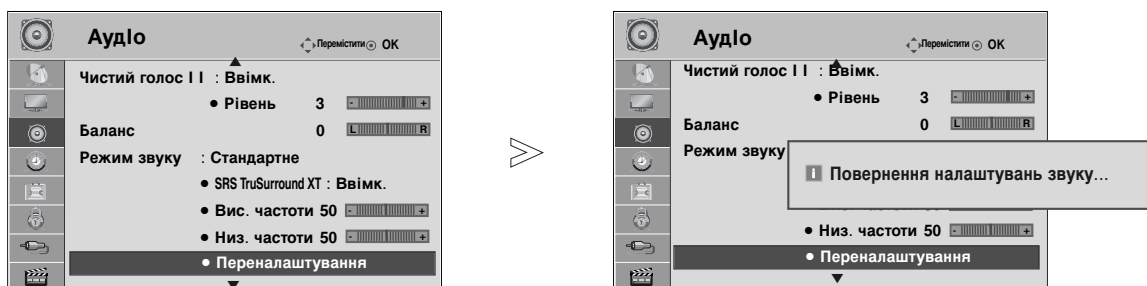 АудIо
Перемістити OK
Чистий голос I I : Ввімк.
• Рівень 3 - +
Баланс 0 L R
Режим звуку : Стандартне
• SRS TruSurround XT : Ввімк.
• Вис. частоти 50 - +
• Низ. частоти 50 - +
• Переналаштування
АудIо
Перемістити OK
Чистий голос I I : Ввімк.
• Рівень 3 - +
Баланс 0 L R
Режим звуку
Повернення налаштувань звуку...
• Низ. частоти 50 - +
• Переналаштування